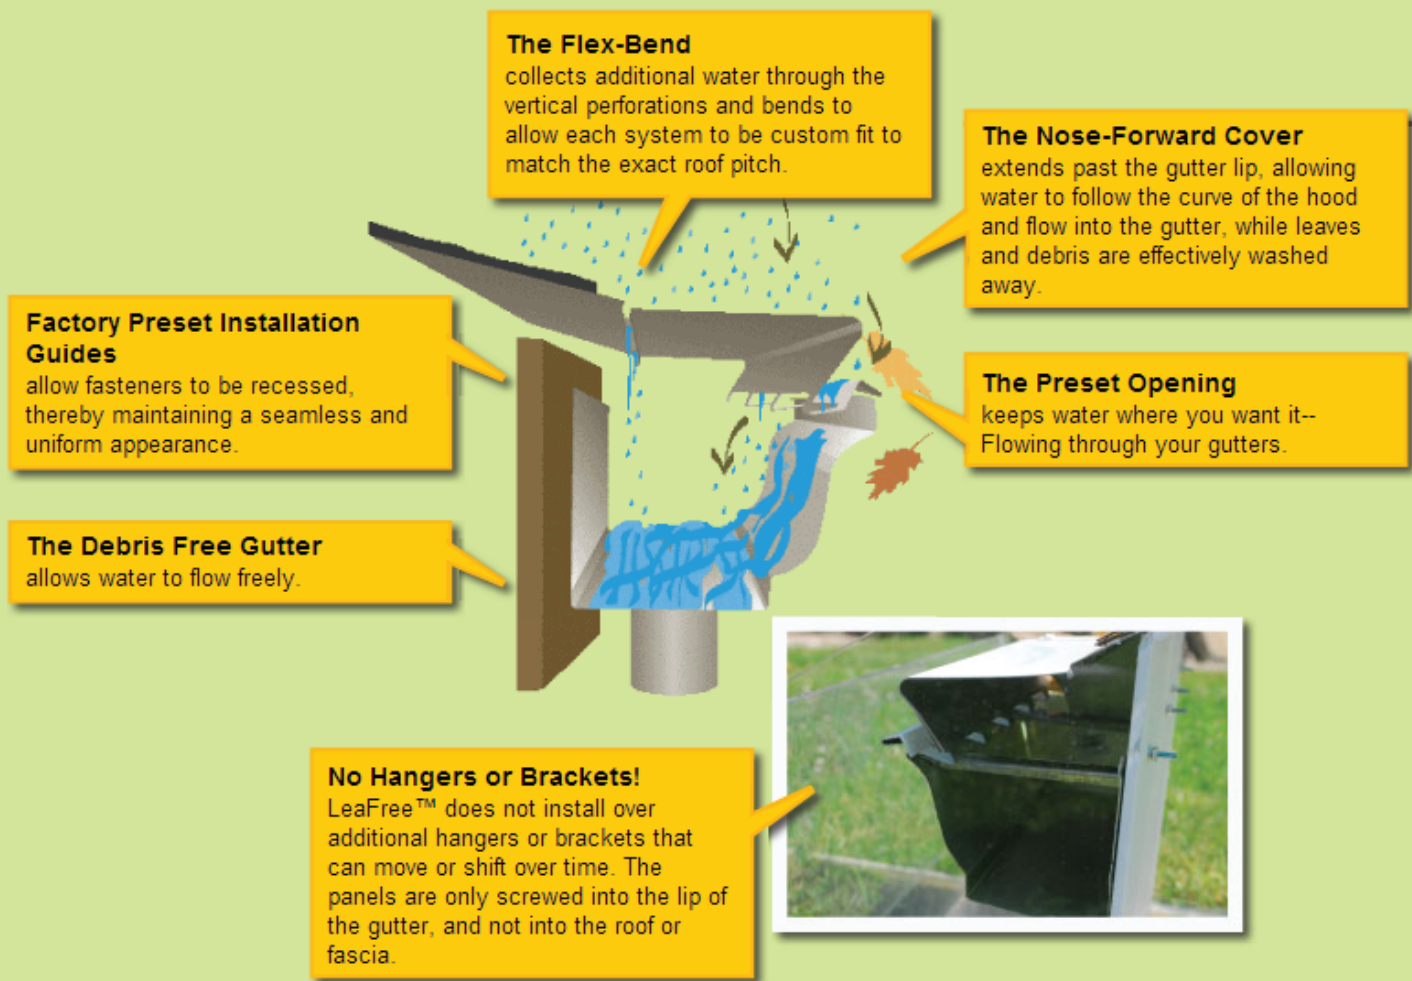 The Flex-Bend
collects additional water through the
vertical perforations and bends to
allow each system to be custom fit to
match the exact roof pitch.
The Nose-Forward Cover
extends past the gutter lip, allowing
water to follow the curve of the hood
and flow into the gutter, while leaves
and debris are effectively washed
away.
Factory Preset Installation
Guides
allow fasteners to be recessed,
thereby maintaining a seamless and
uniform appearance.
The Preset Opening
keeps water where you want it--
Flowing through your gutters.
The Debris Free Gutter
allows water to flow freely.
No Hangers or Brackets!
LeaFree™ does not install over
additional hangers or brackets that
can move or shift over time. The
panels are only screwed into the lip of
the gutter, and not into the roof or
fascia.